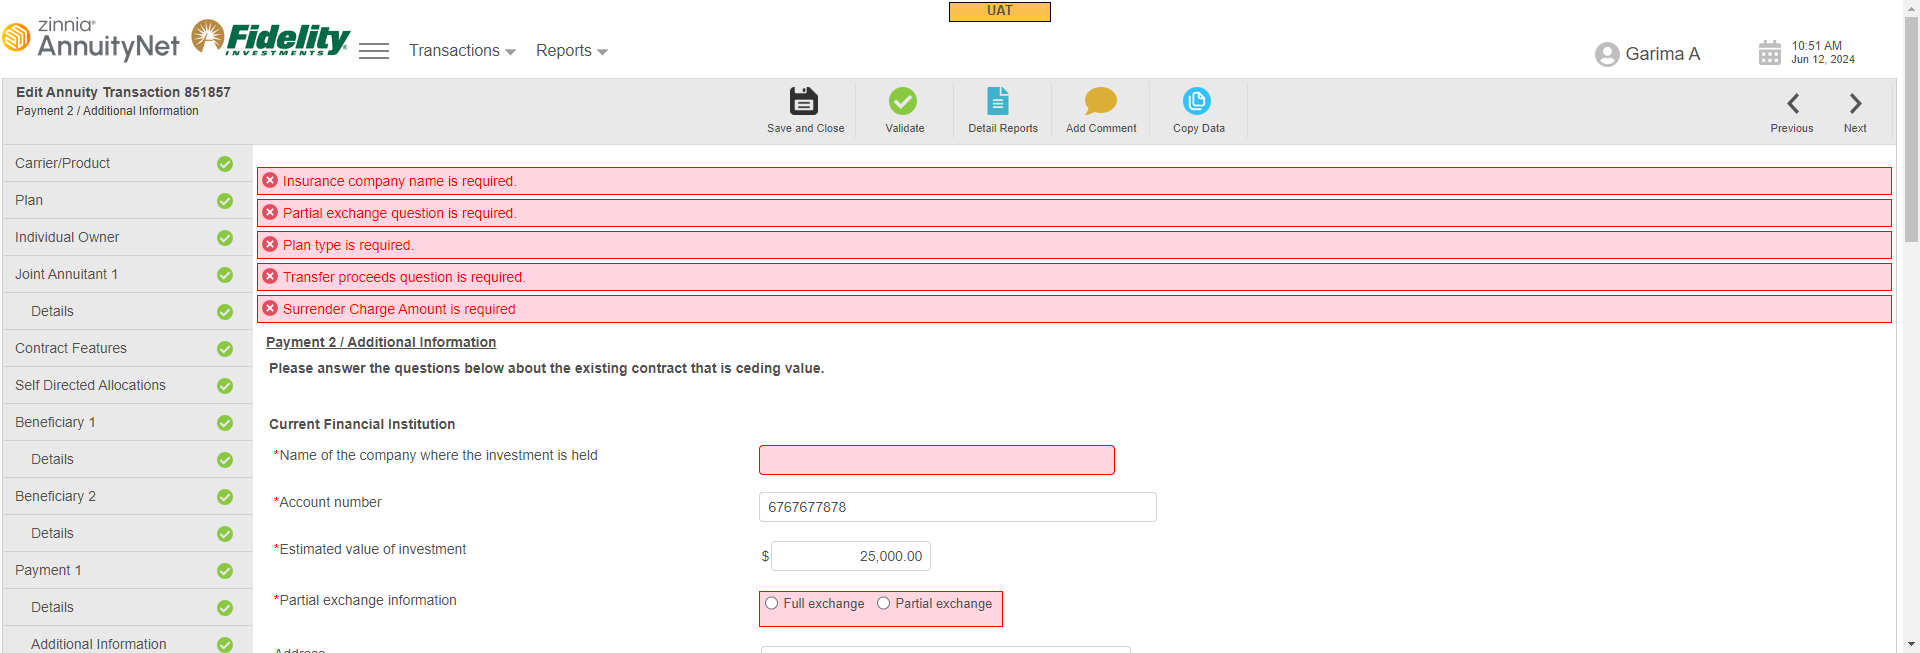 UAT
zinnia
AnnuityNet
Fidelity
INVESTMENTS
Transactions
Reports
Garima A
10:51 AM
Jun 12, 2024
Edit Annuity Transaction 851857
Payment 2 / Additional Information
Save and Close
Validate
Detail Reports
Add Comment
Copy Data
Previous
Next
Carrier/Product
Plan
Individual Owner
Joint Annuitant 1
Details
Contract Features
Self Directed Allocations
Beneficiary 1
Details
Beneficiary 2
Details
Payment 1
Details
Additional Information
Insurance company name is required.
Partial exchange question is required.
Plan type is required.
Transfer proceeds question is required.
Surrender Charge Amount is required
Payment 2 / Additional Information
Please answer the questions below about the existing contract that is ceding value.
Current Financial Institution
*Name of the company where the investment is held
*Account number
6767677878
*Estimated value of investment
$ 25,000.00
*Partial exchange information
Full exchange Partial exchange
Address